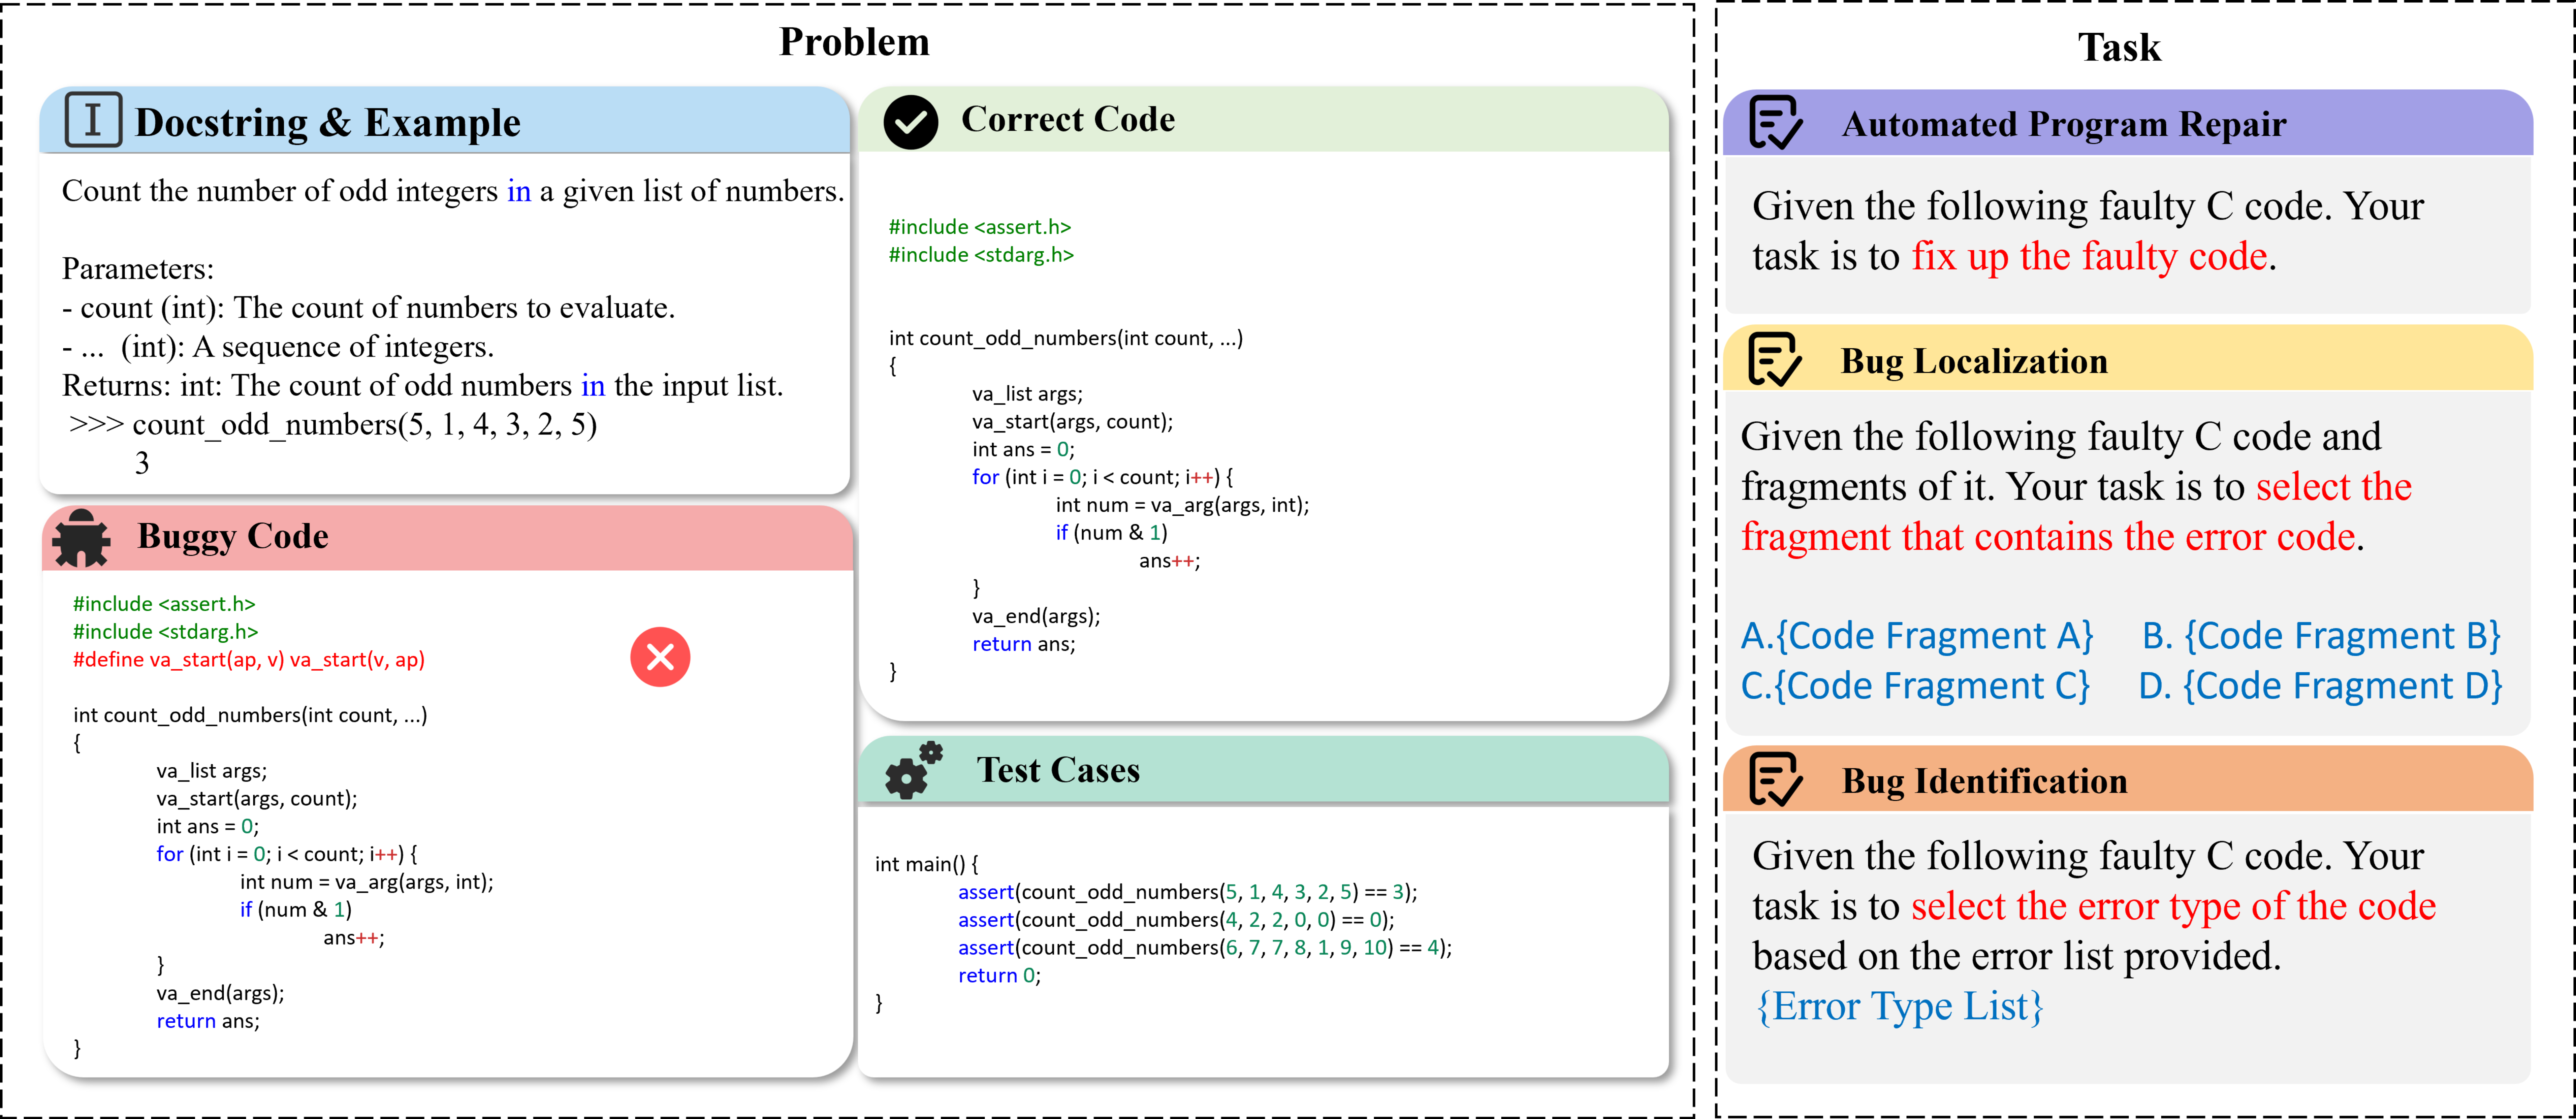 Problem
Docstring & Example
Count the number of odd integers in a given list of numbers.
Parameters:
- count (int): The count of numbers to evaluate.
- ... (int): A sequence of integers.
Returns: int: The count of odd numbers in the input list.
>>> count_odd_numbers(5, 1, 4, 3, 2, 5)
3
Buggy Code
#include <assert.h>
#include <stdarg.h>
#define va_start(ap, v) va_start(v, ap)
int count_odd_numbers(int count, ...)
{
va_list args;
va_start(args, count);
int ans = 0;
for (int i = 0; i < count; i++) {
int num = va_arg(args, int);
if (num & 1)
ans++;
}
va_end(args);
return ans;
}
Correct Code
#include <assert.h>
#include <stdarg.h>
int count_odd_numbers(int count, ...)
{
va_list args;
va_start(args, count);
int ans = 0;
for (int i = 0; i < count; i++) {
int num = va_arg(args, int);
if (num & 1)
ans++;
}
va_end(args);
return ans;
}
Test Cases
int main() {
assert(count_odd_numbers(5, 1, 4, 3, 2, 5) == 3);
assert(count_odd_numbers(4, 2, 2, 0, 0) == 0);
assert(count_odd_numbers(6, 7, 7, 8, 1, 9, 10) == 4);
return 0;
}
Task
Automated Program Repair
Given the following faulty C code. Your
task is to fix up the faulty code.
Bug Localization
Given the following faulty C code and
fragments of it. Your task is to select the
fragment that contains the error code.
A.{Code Fragment A} B. {Code Fragment B}
C.{Code Fragment C} D. {Code Fragment D}
Bug Identification
Given the following faulty C code. Your
task is to select the error type of the code
based on the error list provided.
{Error Type List}